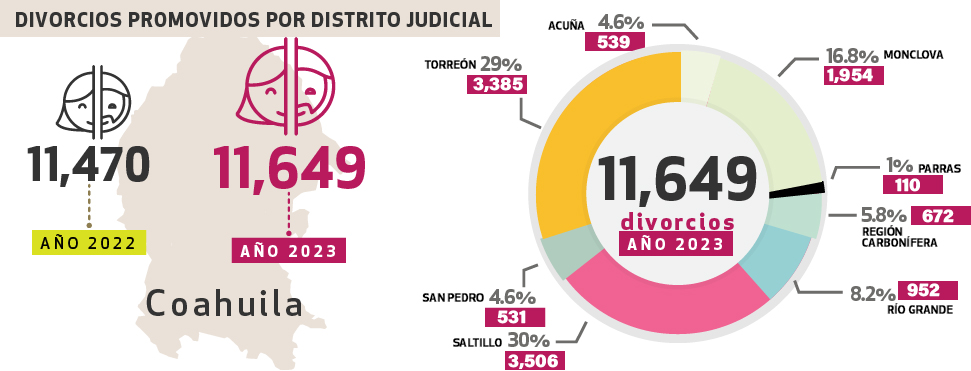 DIVORCIOS PROMOVIDOS POR DISTRITO JUDICIAL
11,470
AÑO 2022
11,649
AÑO 2023
Coahuila
ACUÑA 4.6%
539
TORREÓN 29%
3,385
16.8% MONCLOVA
1,954
1% PARRAS
110
5.8% 672
REGIÓN
CARBONÍFERA
8.2% 952
RÍO GRANDE
SAN PEDRO 4.6%
531
SALTILLO 30%
3,506
11,649
divorcios
AÑO 2023